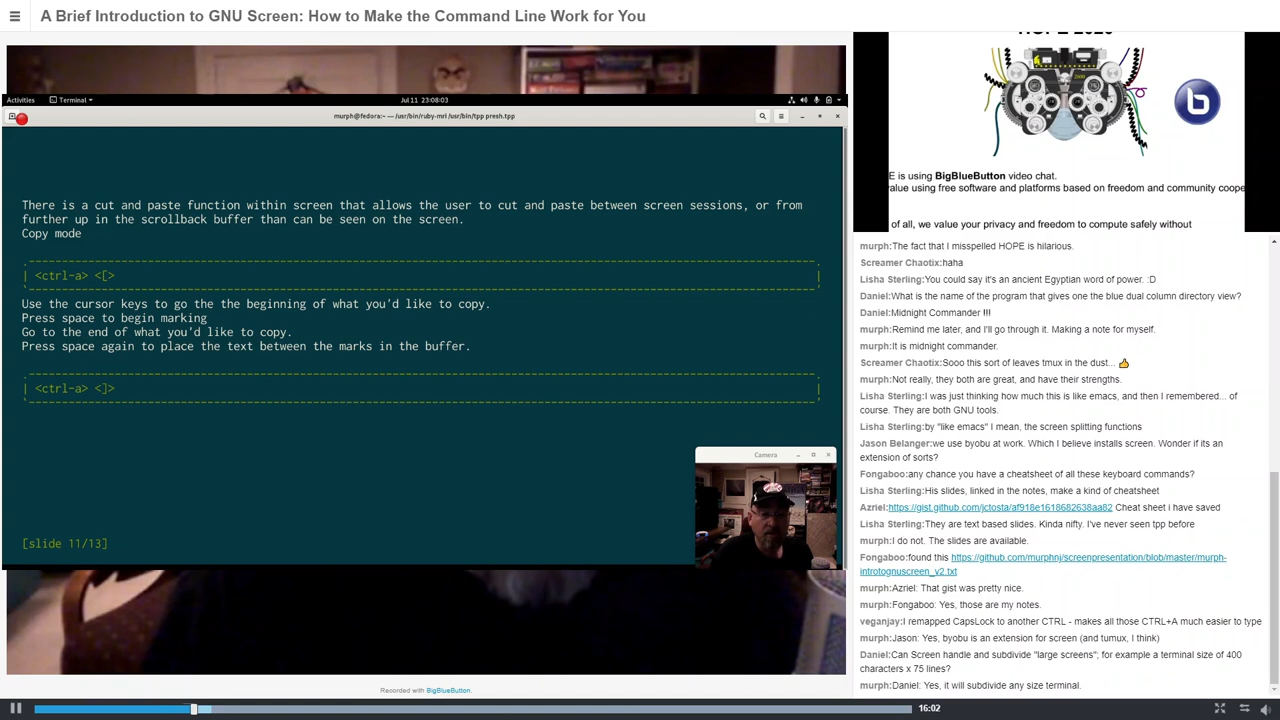 A Brief Introduction to GNU Screen: How to Make the Command Line Work for You
Activities
Terminal
Jul 11 23:08:03
murph@fedora:~ — /usr/bin/ruby-mri /usr/bin/tpp presh.tpp
There is a cut and paste function within screen that allows the user to cut and paste between screen sessions, or from
further up in the scrollback buffer than can be seen on the screen.
Copy mode
<ctrl-a> <[>
Use the cursor keys to go the the beginning of what you'd like to copy.
Press space to begin marking
Go to the end of what you'd like to copy.
Press space again to place the text between the marks in the buffer.
<ctrl-a> <]>
[slide 11/13]
Camera
Recorded with BigBlueButton.
HOPE 2020
b
E is using BigBlueButton video chat.
value using free software and platforms based on freedom and community coope
of all, we value your privacy and freedom to compute safely without
murph:The fact that I misspelled HOPE is hilarious.
Screamer Chaotix:haha
Lisha Sterling:You could say it's an ancient Egyptian word of power. :D
Daniel:What is the name of the program that gives one the blue dual column directory view?
Daniel:Midnight Commander !!!
murph:Remind me later, and I'll go through it. Making a note for myself.
murph:It is midnight commander.
Screamer Chaotix:Sooo this sort of leaves tmux in the dust... 👍
murph:Not really, they both are great, and have their strengths.
Lisha Sterling:I was just thinking how much this is like emacs, and then I remembered... of
course. They are both GNU tools.
Lisha Sterling:by "like emacs" I mean, the screen splitting functions
Jason Belanger:we use byobu at work. Which I believe installs screen. Wonder if its an
extension of sorts?
Fongaboo:any chance you have a cheatsheet of all these keyboard commands?
Lisha Sterling:His slides, linked in the notes, make a kind of cheatsheet
Azriel:https://gist.github.com/jctosta/af918e1618682638aa82 Cheat sheet i have saved
Lisha Sterling:They are text based slides. Kinda nifty. I've never seen tpp before
murph:I do not. The slides are available.
Fongaboo:found this https://github.com/murphnj/screenpresentation/blob/master/murph-
introtognuscreen_v2.txt
murph:Azriel: That gist was pretty nice.
murph:Fongaboo: Yes, those are my notes.
veganjay:I remapped CapsLock to another CTRL - makes all those CTRL+A much easier to type
murph:Jason: Yes, byobu is an extension for screen (and tumux, I think)
Daniel:Can Screen handle and subdivide "large screens"; for example a terminal size of 400
characters x 75 lines?
murph:Daniel: Yes, it will subdivide any size terminal.
16:02